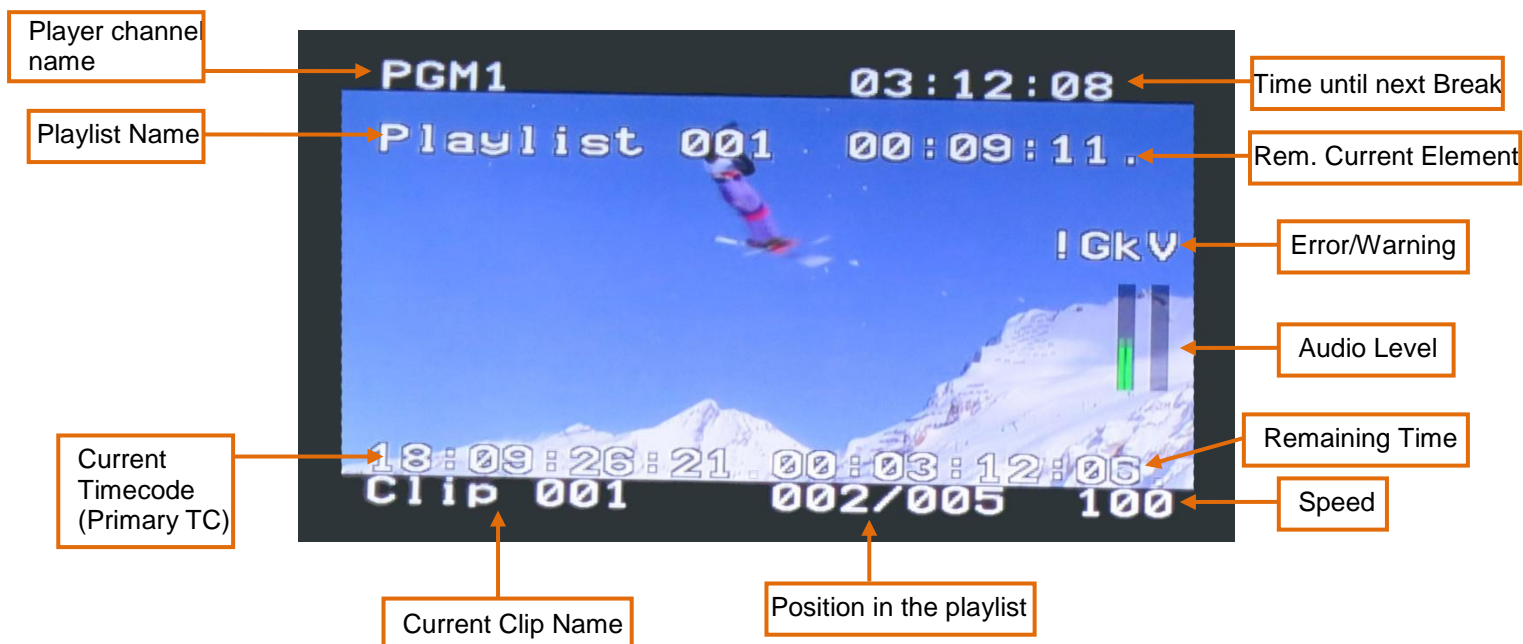 Player channel
name
PGM1
03:12:08
Time until next Break
Playlist Name
Playlist 001
00:09:11.
Rem. Current Element
!GkV
Error/Warning
Audio Level
Remaining Time
Current
Timecode
(Primary TC)
18:09:26:21.
00:03:12:06.
Clip 001
002/005
100
Speed
Position in the playlist
Current Clip Name